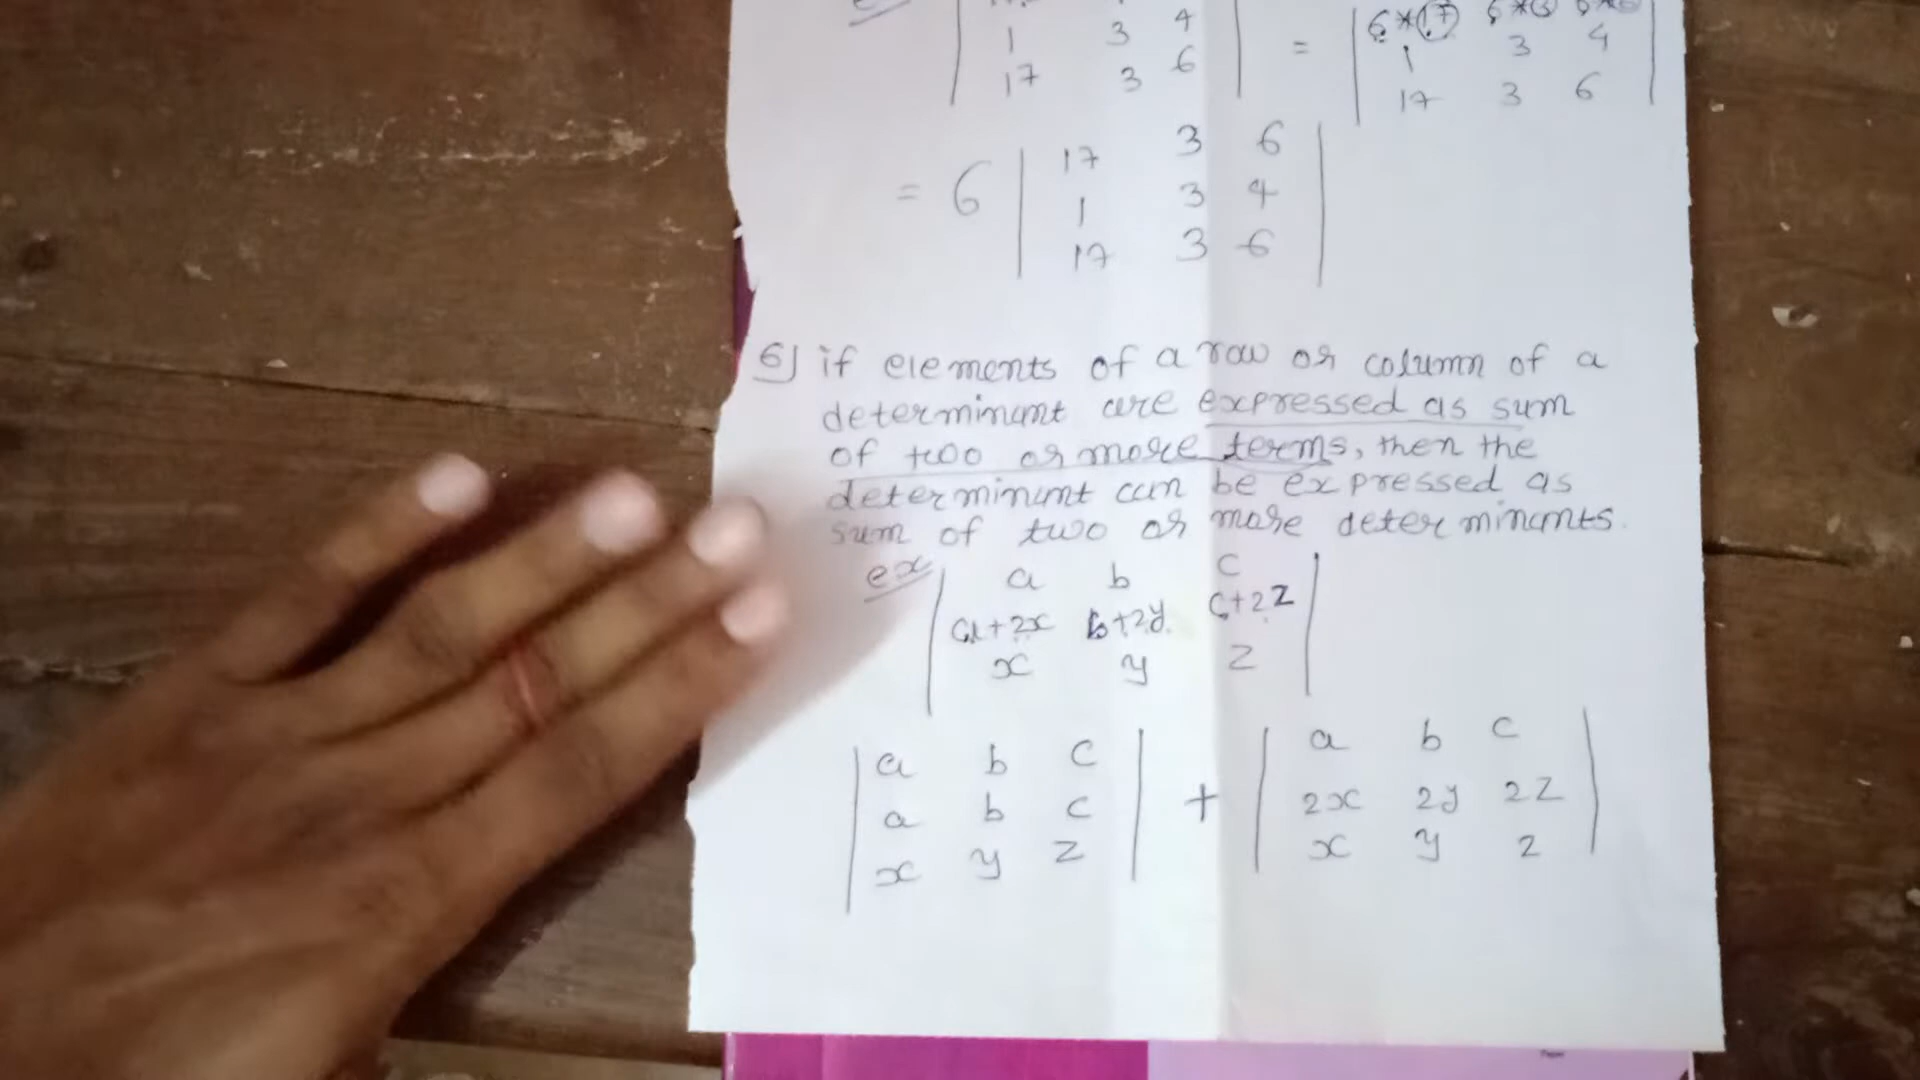 1 3 4
17 3 6
= 6*17 6*3
1 3 4
17 3 6
= 6 17 3 6
1 3 4
17 3 6
6) if elements of a row or column of a
determinant are expressed as sum
of two or more terms, then the
determinant can be expressed as
sum of two or more determinants.
ex a b c
a+2x b+2y c+2z
x y z
a b c + a b c
a b c 2x 2y 2z
x y z x y z